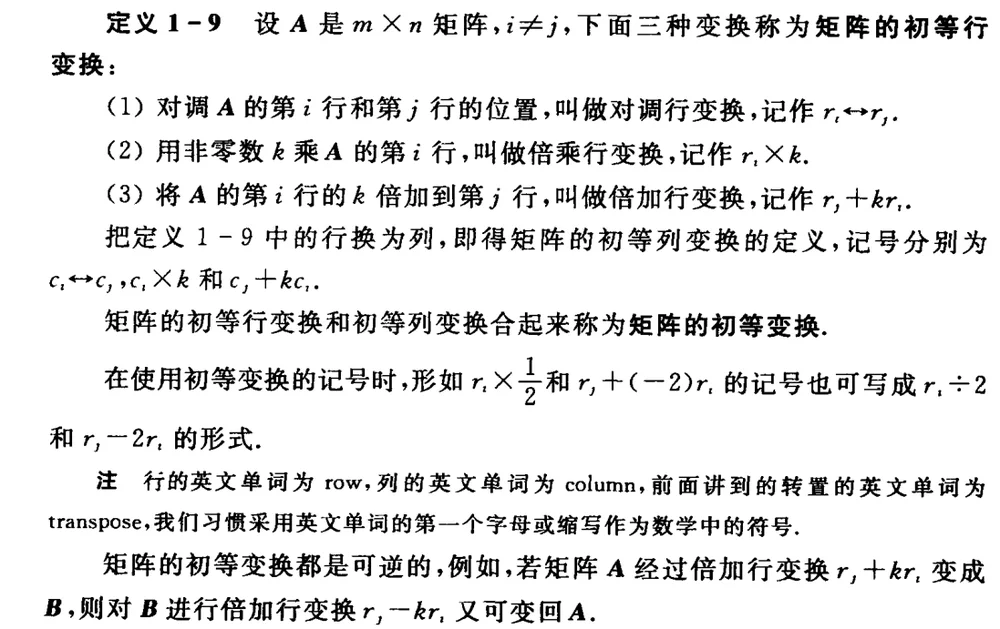 定义1-9 设 A 是 m×n 矩阵,i≠j,下面三种变换称为矩阵的初等行
变换:
(1) 对调 A 的第 i 行和第 j 行的位置,叫做对调行变换,记作 rᵢ↔rⱼ.
(2) 用非零数 k 乘 A 的第 i 行,叫做倍乘行变换,记作 rᵢ×k.
(3) 将 A 的第 i 行的 k 倍加到第 j 行,叫做倍加行变换,记作 rⱼ+krᵢ.
把定义 1-9 中的行换为列,即得矩阵的初等列变换的定义,记号分别为
cᵢ↔cⱼ,cᵢ×k 和 cⱼ+kcᵢ.
矩阵的初等行变换和初等列变换合起来称为矩阵的初等变换.
在使用初等变换的记号时,形如 rᵢ×1/2 和 rⱼ+(-2)rᵢ 的记号也可写成 rᵢ÷2
和 rⱼ-2rᵢ 的形式.
注 行的英文单词为 row,列的英文单词为 column,前面讲到的转置的英文单词为
transpose,我们习惯采用英文单词的第一个字母或缩写作为数学中的符号.
矩阵的初等变换都是可逆的,例如,若矩阵 A 经过倍加行变换 rⱼ+krᵢ 变成
B,则对 B 进行倍加行变换 rⱼ-krᵢ 又可变回 A.